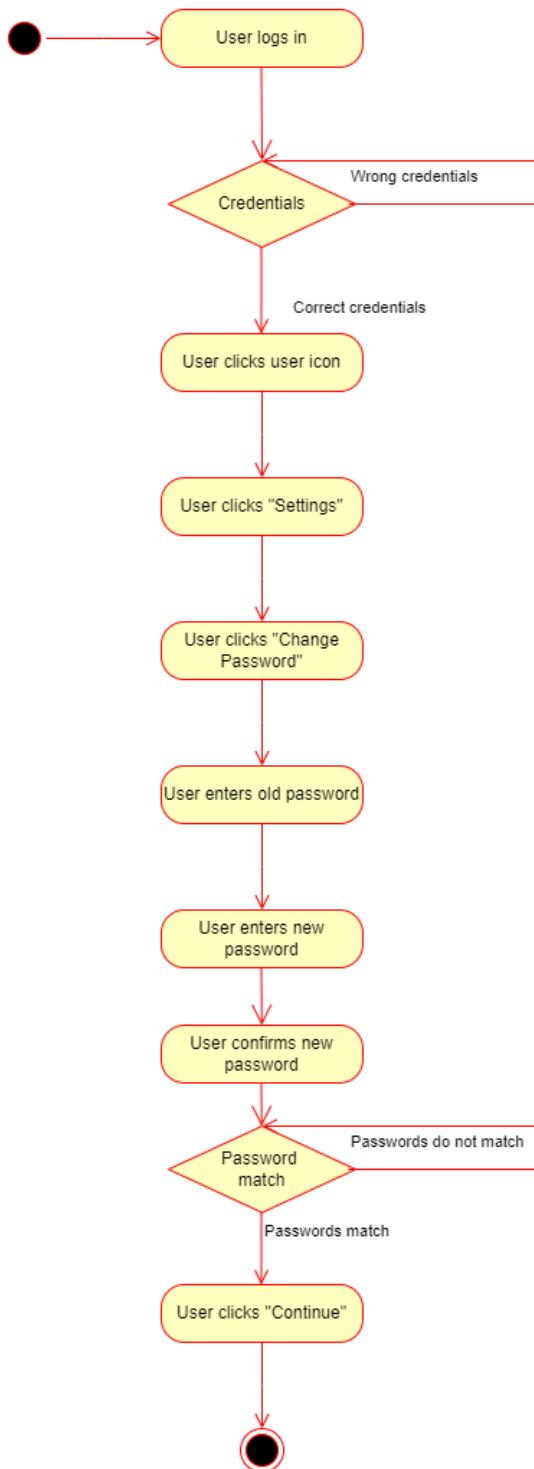 User logs in
Wrong credentials
Credentials
Correct credentials
User clicks user icon
User clicks "Settings"
User clicks "Change
Password"
User enters old password
User enters new
password
User confirms new
password
Passwords do not match
Password
match
Passwords match
User clicks "Continue"